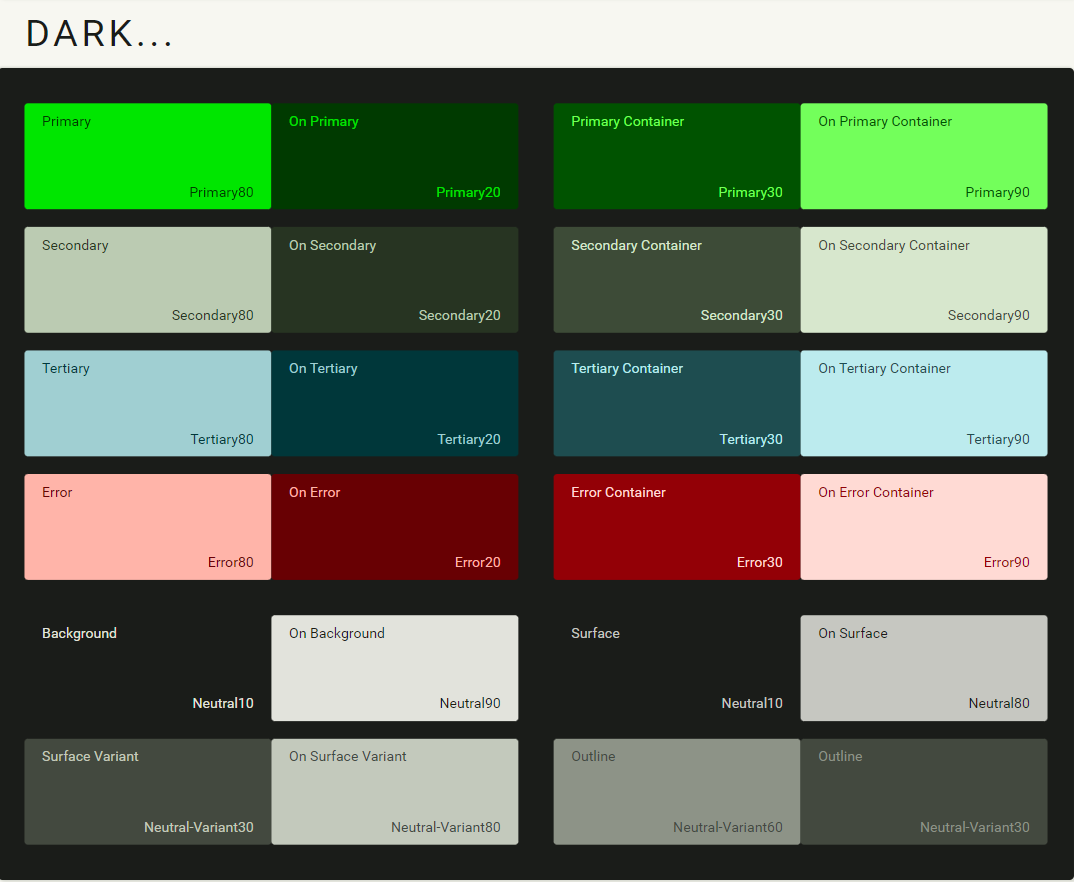 DARK...
Primary
Primary80
On Primary
Primary20
Primary Container
Primary30
On Primary Container
Primary90
Secondary
Secondary80
On Secondary
Secondary20
Secondary Container
Secondary30
On Secondary Container
Secondary90
Tertiary
Tertiary80
On Tertiary
Tertiary20
Tertiary Container
Tertiary30
On Tertiary Container
Tertiary90
Error
Error80
On Error
Error20
Error Container
Error30
On Error Container
Error90
Background
Neutral10
On Background
Neutral90
Surface
Neutral10
On Surface
Neutral80
Surface Variant
Neutral-Variant30
On Surface Variant
Neutral-Variant80
Outline
Neutral-Variant60
Outline
Neutral-Variant30